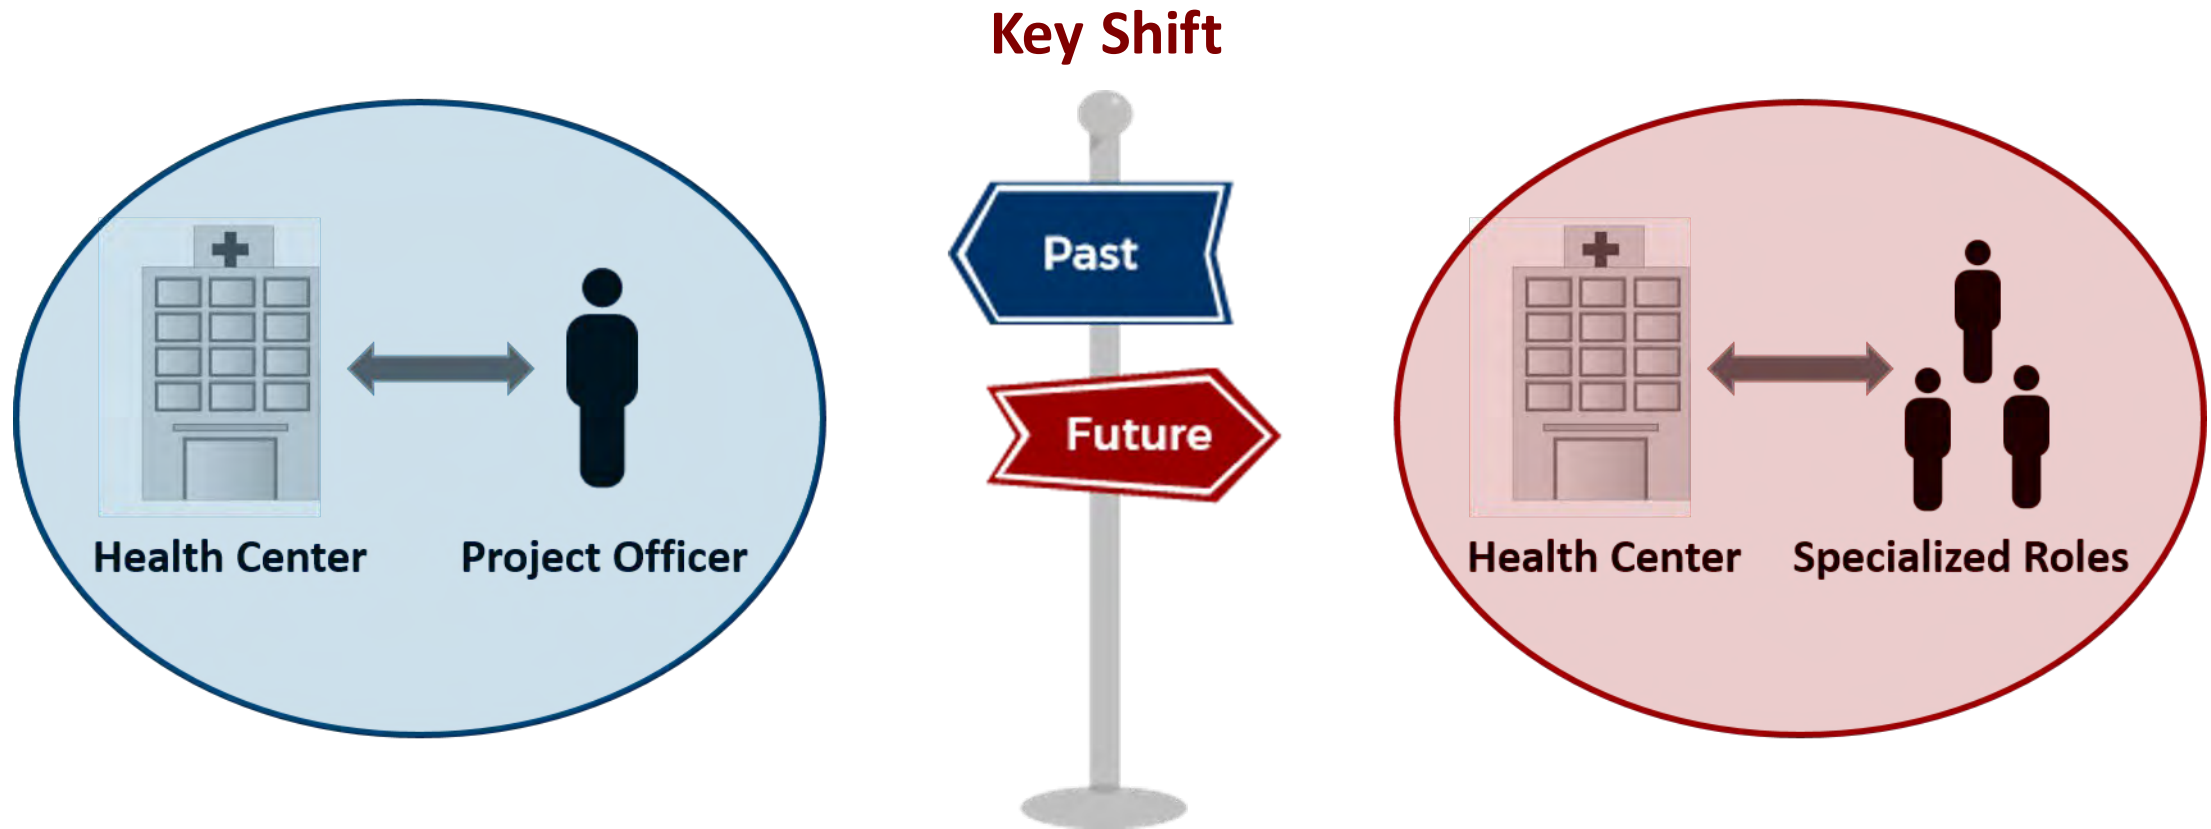 Key Shift
Past
Future
Health Center
Project Officer
Health Center
Specialized Roles